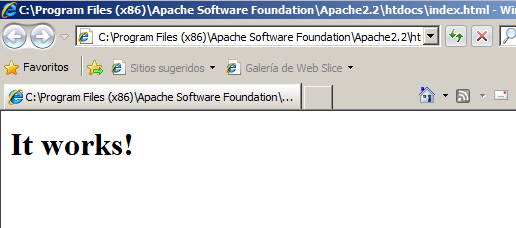 C:\Program Files (x86)\Apache Software Foundation\Apache2.2\htdocs\index.html - Win
C:\Program Files (x86)\Apache Software Foundation\Apache2.2\ht
Favoritos Sitios sugeridos Galería de Web Slice
C:\Program Files (x86)\Apache Software Foundation\...
It works!